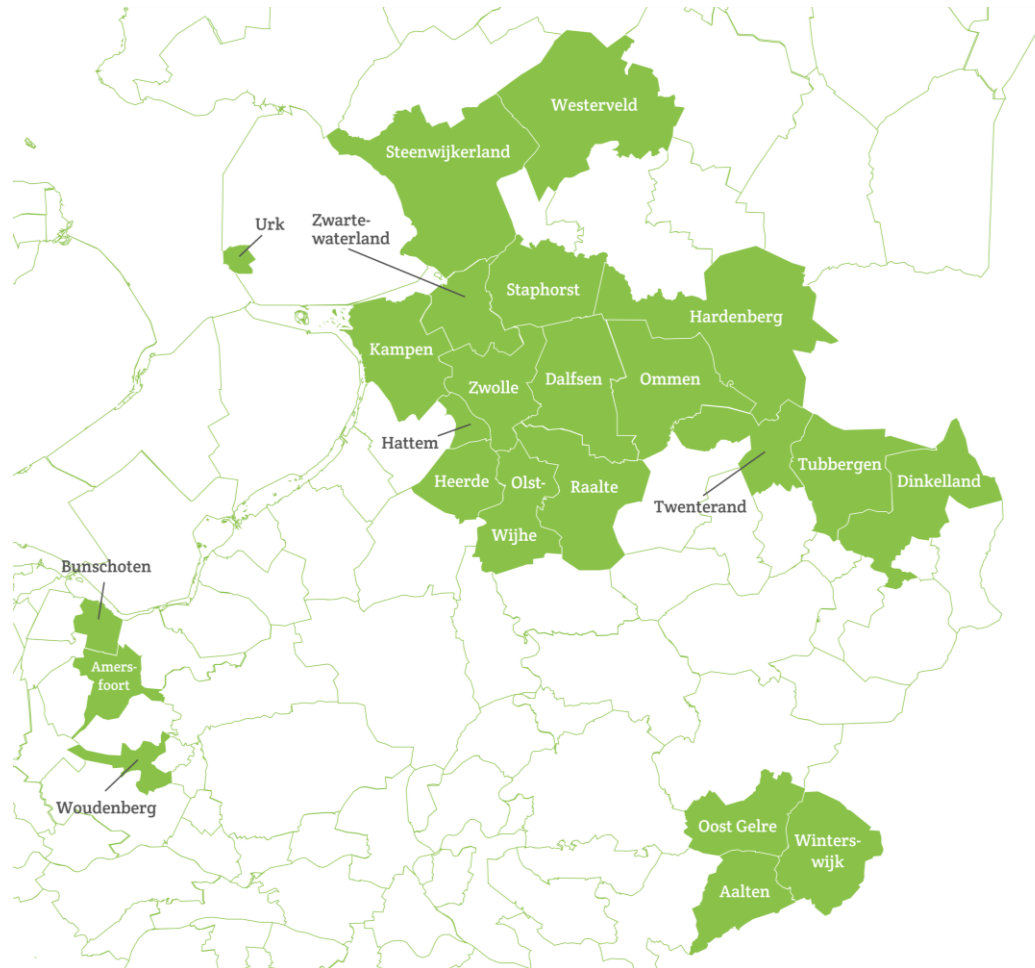 Westerveld
Steenwijkerland
Urk
Zwarte-
waterland
Staphorst
Hardenberg
Kampen
Zwolle
Dalfsen
Ommen
Hattem
Heerde
Olst-
Wijhe
Raalte
Twenterand
Tubbergen
Dinkelland
Bunschoten
Amers-
foort
Woudenberg
Oost Gelre
Winters-
wijk
Aalten